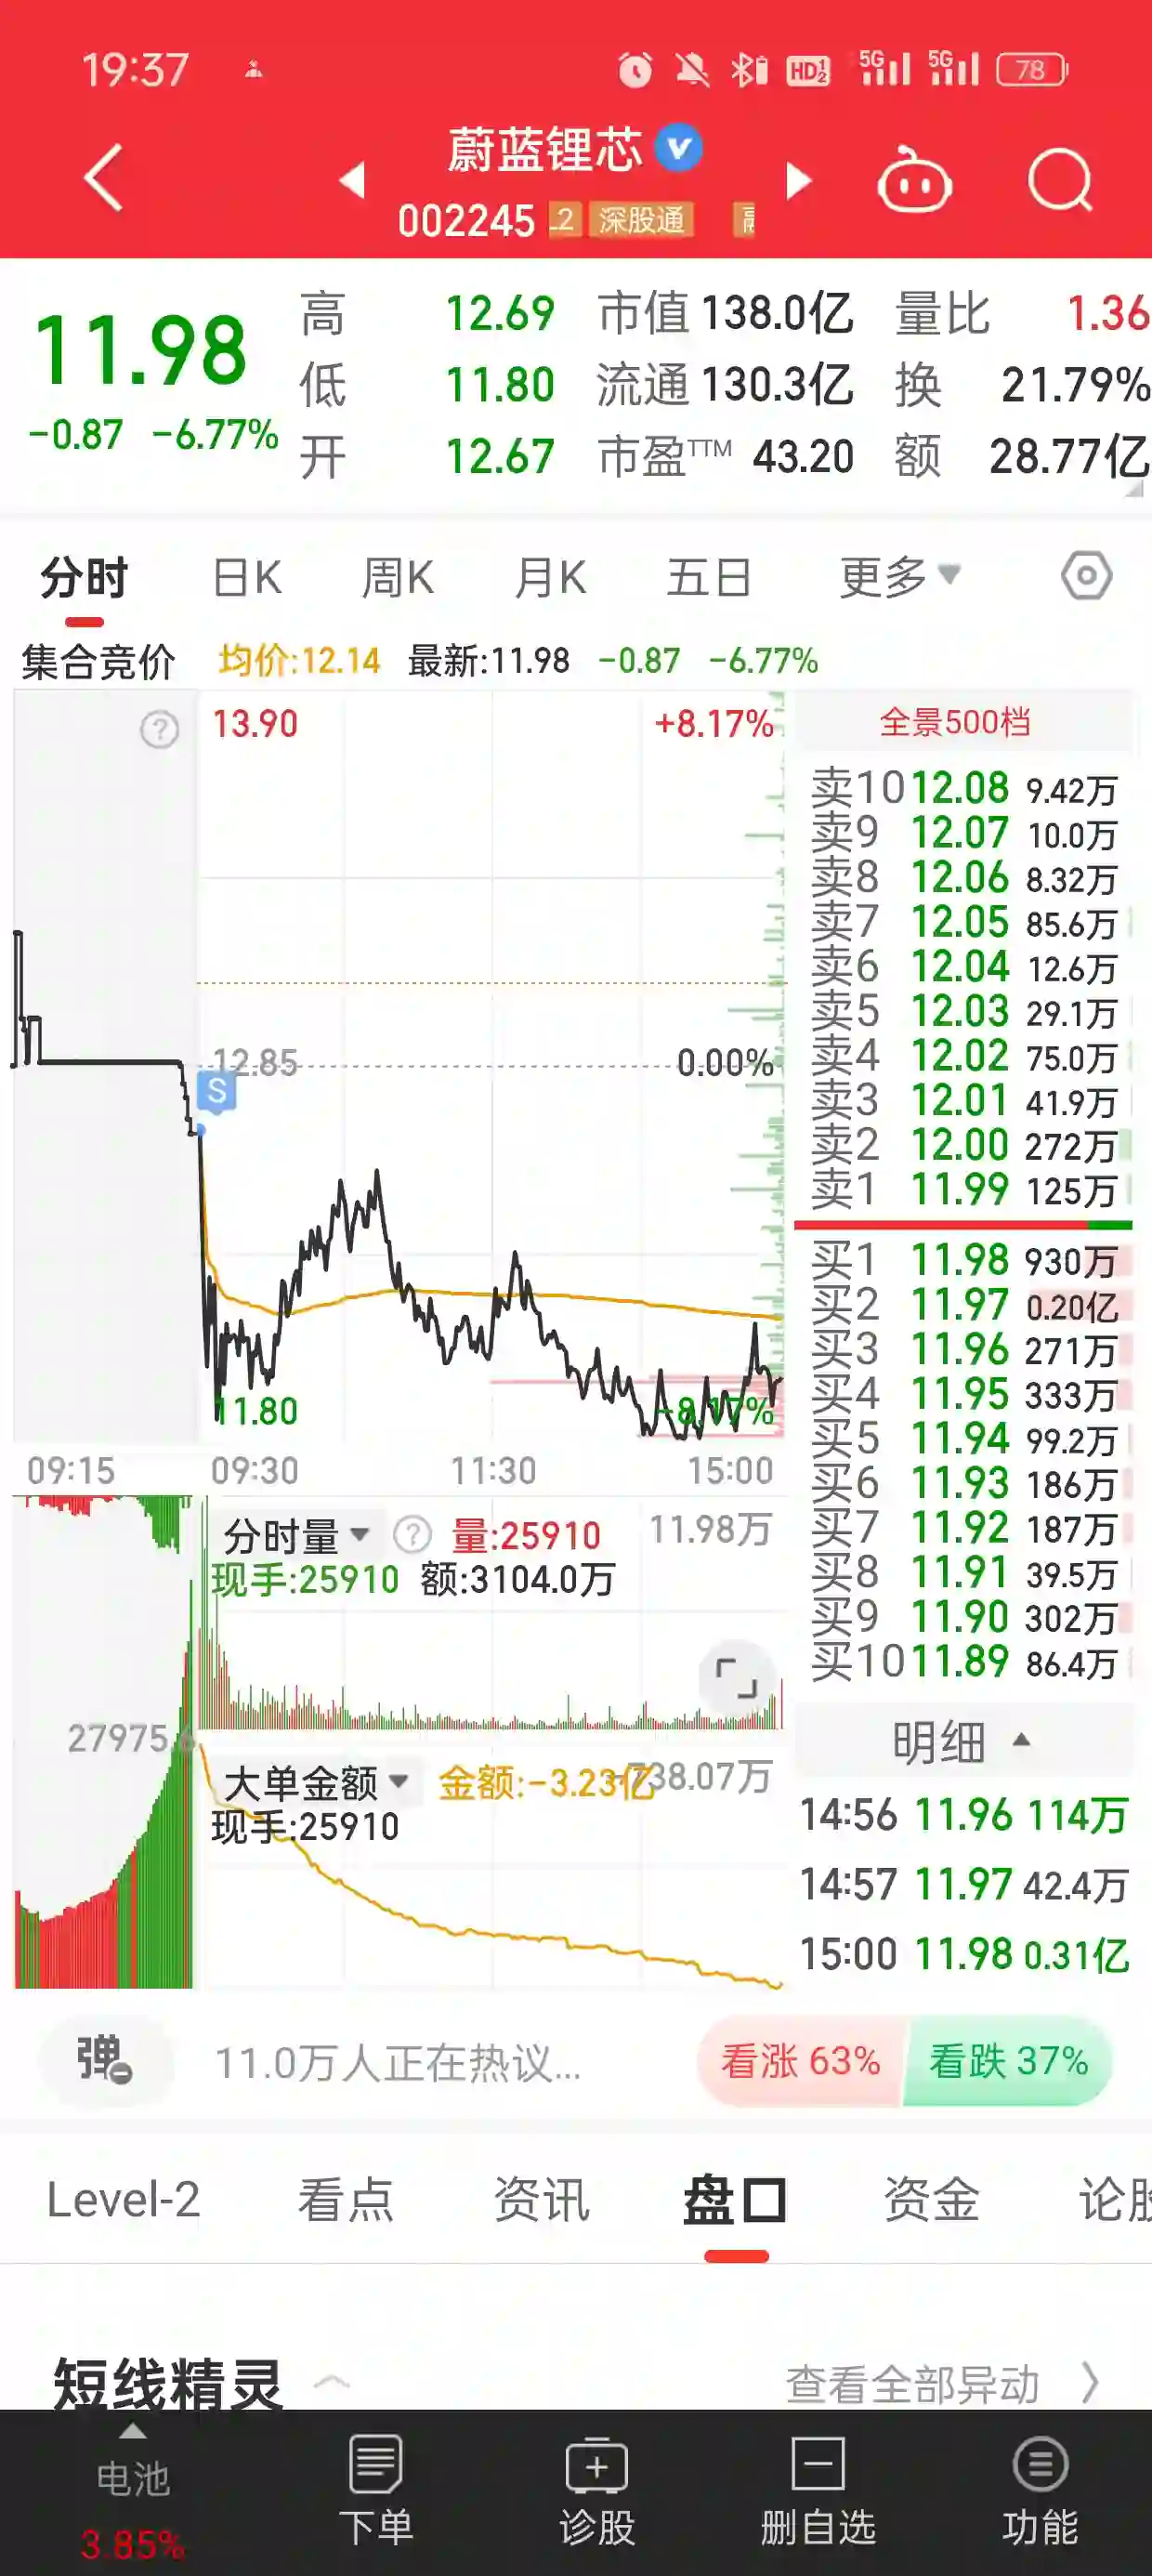 19:37 HD 5G 5G 78
蔚蓝锂芯
002245 深股通
11.98
-0.87 -6.77%
高 12.69 市值 138.0亿 量比 1.36
低 11.80 流通 130.3亿 换 21.79%
开 12.67 市盈TTM 43.20 额 28.77亿
分时 日K 周K 月K 五日 更多
集合竞价 均价:12.14 最新:11.98 -0.87 -6.77%
13.90 +8.17%
12.85 0.00%
S
11.80 -8.17%
09:15 09:30 11:30 15:00
全景500档
卖10 12.08 9.42万
卖9 12.07 10.0万
卖8 12.06 8.32万
卖7 12.05 85.6万
卖6 12.04 12.6万
卖5 12.03 29.1万
卖4 12.02 75.0万
卖3 12.01 41.9万
卖2 12.00 272万
卖1 11.99 125万
买1 11.98 930万
买2 11.97 0.20亿
买3 11.96 271万
买4 11.95 333万
买5 11.94 99.2万
买6 11.93 186万
买7 11.92 187万
买8 11.91 39.5万
买9 11.90 302万
买10 11.89 86.4万
分时量 量:25910 11.98万
现手:25910 额:3104.0万
27975.6
大单金额 金额:-3.23亿 738.07万
现手:25910
明细
14:56 11.96 114万
14:57 11.97 42.4万
15:00 11.98 0.31亿
弹 11.0万人正在热议... 看涨 63% 看跌 37%
Level-2 看点 资讯 盘口 资金 论股
短线精灵 查看全部异动
电池
3.85%
下单 诊股 删自选 功能